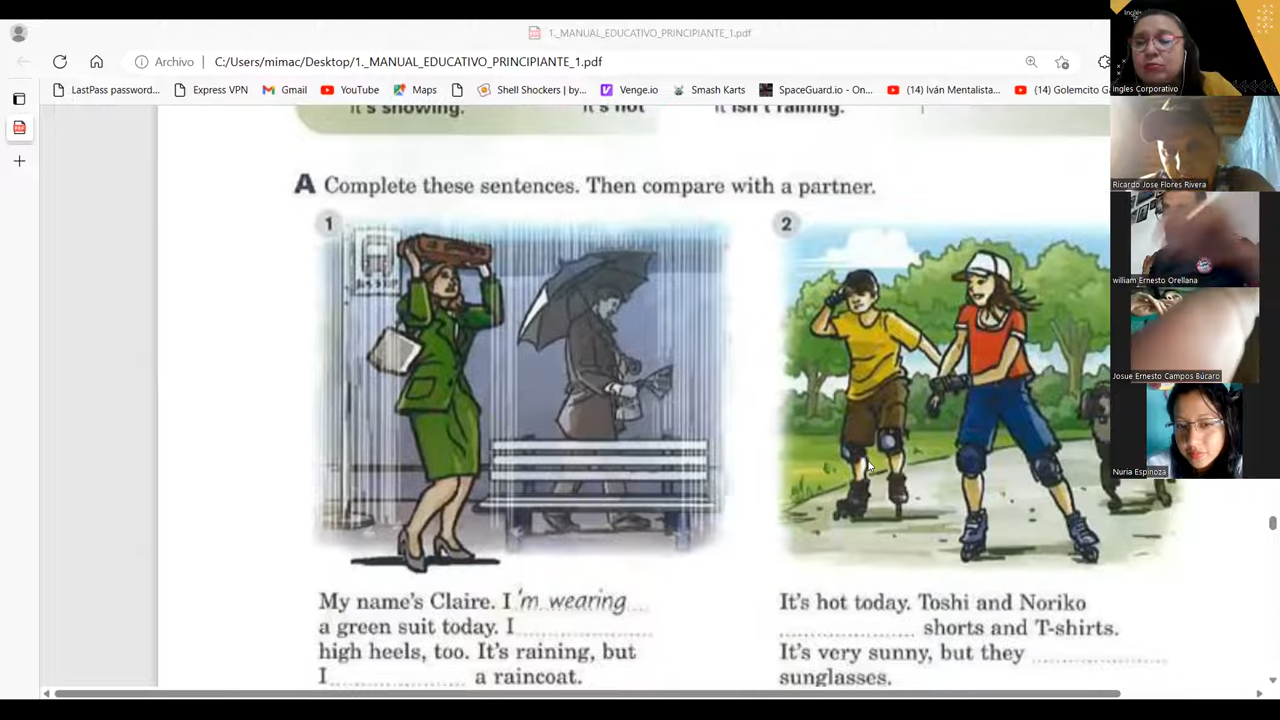 1._MANUAL_EDUCATIVO_PRINCIPIANTE_1.pdf
Archivo C:/Users/mimac/Desktop/1._MANUAL_EDUCATIVO_PRINCIPIANTE_1.pdf
LastPass password... Express VPN Gmail YouTube Maps Shell Shockers | by... Venge.io Smash Karts SpaceGuard.io - On... (14) Iván Mentalista... (14) Golemcito G
It's snowing. It's hot It isn't raining.
A Complete these sentences. Then compare with a partner.
1
My name's Claire. I 'm wearing
a green suit today. I ................
high heels, too. It's raining, but
I ................ a raincoat.
2
It's hot today. Toshi and Noriko
................ shorts and T-shirts.
It's very sunny, but they ................
sunglasses.
Ingles Corporativo
Ricardo Jose Flores Rivera
william Ernesto Orellana
Josue Ernesto Campos Búcaro
Nuria Espinoza